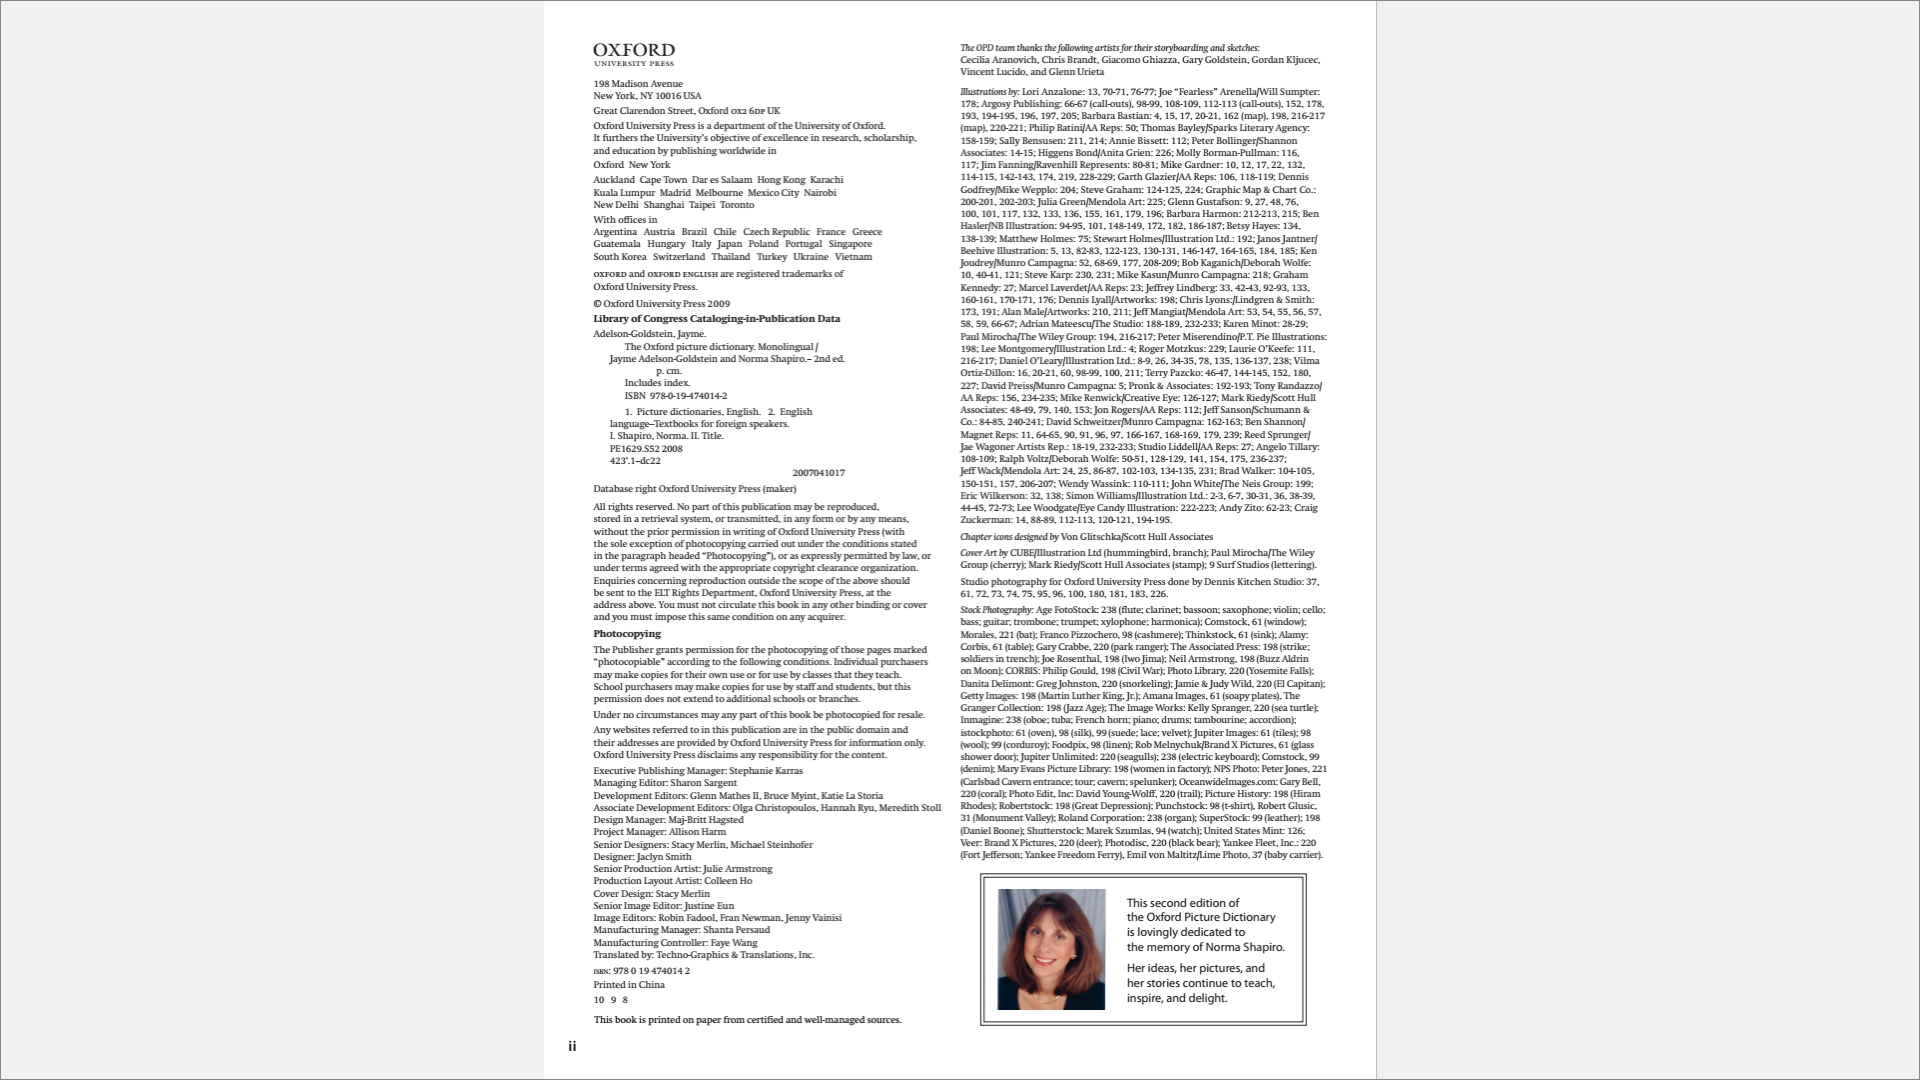 OXFORD
UNIVERSITY PRESS
198 Madison Avenue
New York, NY 10016 USA
Great Clarendon Street, Oxford OX2 6DP UK
Oxford University Press is a department of the University of Oxford.
It furthers the University's objective of excellence in research, scholarship,
and education by publishing worldwide in
Oxford New York
Auckland Cape Town Dar es Salaam Hong Kong Karachi
Kuala Lumpur Madrid Melbourne Mexico City Nairobi
New Delhi Shanghai Taipei Toronto
With offices in
Argentina Austria Brazil Chile Czech Republic France Greece
Guatemala Hungary Italy Japan Poland Portugal Singapore
South Korea Switzerland Thailand Turkey Ukraine Vietnam
OXFORD and OXFORD ENGLISH are registered trademarks of
Oxford University Press.
© Oxford University Press 2009
Library of Congress Cataloging-in-Publication Data
Adelson-Goldstein, Jayme.
The Oxford picture dictionary. Monolingual /
Jayme Adelson-Goldstein and Norma Shapiro.– 2nd ed.
p. cm.
Includes index.
ISBN 978-0-19-474014-2
1. Picture dictionaries, English. 2. English
language–Textbooks for foreign speakers.
I. Shapiro, Norma. II. Title.
PE1629.S52 2008
423'.1–dc22
2007041017
Database right Oxford University Press (maker)
All rights reserved. No part of this publication may be reproduced,
stored in a retrieval system, or transmitted, in any form or by any means,
without the prior permission in writing of Oxford University Press (with
the sole exception of photocopying carried out under the conditions stated
in the paragraph headed “Photocopying”), or as expressly permitted by law, or
under terms agreed with the appropriate copyright clearance organization.
Enquiries concerning reproduction outside the scope of the above should
be sent to the ELT Rights Department, Oxford University Press, at the
address above. You must not circulate this book in any other binding or cover
and you must impose this same condition on any acquirer.
Photocopying
The Publisher grants permission for the photocopying of those pages marked
“photocopiable” according to the following conditions. Individual purchasers
may make copies for their own use or for use by classes that they teach.
School purchasers may make copies for use by staff and students, but this
permission does not extend to additional schools or branches.
Under no circumstances may any part of this book be photocopied for resale.
Any websites referred to in this publication are in the public domain and
their addresses are provided by Oxford University Press for information only.
Oxford University Press disclaims any responsibility for the content.
Executive Publishing Manager: Stephanie Karras
Managing Editor: Sharon Sargent
Development Editors: Glenn Mathes II, Bruce Myint, Katie La Storia
Associate Development Editors: Olga Christopoulos, Hannah Ryu, Meredith Stoll
Design Manager: Maj-Britt Hagsted
Project Manager: Allison Harm
Senior Designers: Stacy Merlin, Michael Steinhofer
Designer: Jaclyn Smith
Senior Production Artist: Julie Armstrong
Production Layout Artist: Colleen Ho
Cover Design: Stacy Merlin
Senior Image Editor: Justine Eun
Image Editors: Robin Fadool, Fran Newman, Jenny Vainisi
Manufacturing Manager: Shanta Persaud
Manufacturing Controller: Faye Wang
Translated by: Techno-Graphics & Translations, Inc.
ISBN: 978 0 19 474014 2
Printed in China
10 9 8
This book is printed on paper from certified and well-managed sources.
ii
The OPD team thanks the following artists for their storyboarding and sketches:
Cecilia Aranovich, Chris Brandt, Giacomo Ghiazza, Gary Goldstein, Gordan Kljucec,
Vincent Lucido, and Glenn Urieta
Illustrations by: Lori Anzalone: 13, 70-71, 76-77; Joe “Fearless” Arenella/Will Sumpter:
178; Argosy Publishing: 66-67 (call-outs), 98-99, 108-109, 112-113 (call-outs), 152, 178,
193, 194-195, 196, 197, 205; Barbara Bastian: 4, 15, 17, 20-21, 162 (map), 198, 216-217
(map), 220-221; Philip Batini/AA Reps: 50; Thomas Bayley/Sparks Literary Agency:
158-159; Sally Bensusen: 211, 214; Annie Bissett: 112; Peter Bollinger/Shannon
Associates: 14-15; Higgens Bond/Anita Grien: 226; Molly Borman-Pullman: 116,
117; Jim Fanning/Ravenhill Represents: 80-81; Mike Gardner: 10, 12, 17, 22, 132,
114-115, 142-143, 174, 219, 228-229; Garth Glazier/AA Reps: 106, 118-119; Dennis
Godfrey/Mike Wepplo: 204; Steve Graham: 124-125, 224; Graphic Map & Chart Co.:
200-201, 202-203; Julia Green/Mendola Art: 225; Glenn Gustafson: 9, 27, 48, 76,
100, 101, 117, 132, 133, 136, 155, 161, 179, 196; Barbara Harmon: 212-213, 215; Ben
Hasler/NB Illustration: 94-95, 101, 148-149, 172, 182, 186-187; Betsy Hayes: 134,
138-139; Matthew Holmes: 75; Stewart Holmes/Illustration Ltd.: 192; Janos Jantner/
Beehive Illustration: 5, 13, 82-83, 122-123, 130-131, 146-147, 164-165, 184, 185; Ken
Joudrey/Munro Campagna: 52, 68-69, 177, 208-209; Bob Kaganich/Deborah Wolfe:
10, 40-41, 121; Steve Karp: 230, 231; Mike Kasun/Munro Campagna: 218; Graham
Kennedy: 27; Marcel Laverdet/AA Reps: 23; Jeffrey Lindberg: 33, 42-43, 92-93, 133,
160-161, 170-171, 176; Dennis Lyall/Artworks: 198; Chris Lyons:/Lindgren & Smith:
173, 191; Alan Male/Artworks: 210, 211; Jeff Mangiat/Mendola Art: 53, 54, 55, 56, 57,
58, 59, 66-67; Adrian Mateescu/The Studio: 188-189, 232-233; Karen Minot: 28-29;
Paul Mirocha/The Wiley Group: 194, 216-217; Peter Miserendino/P.T. Pie Illustrations:
198; Lee Montgomery/Illustration Ltd.: 4; Roger Motzkus: 229; Laurie O'Keefe: 111,
216-217; Daniel O'Leary/Illustration Ltd.: 8-9, 26, 34-35, 78, 135, 136-137, 238; Vilma
Ortiz-Dillon: 16, 20-21, 60, 98-99, 100, 211; Terry Pazcko: 46-47, 144-145, 152, 180,
227; David Preiss/Munro Campagna: 5; Pronk & Associates: 192-193; Tony Randazzo/
AA Reps: 156, 234-235; Mike Renwick/Creative Eye: 126-127; Mark Riedy/Scott Hull
Associates: 48-49, 79, 140, 153; Jon Rogers/AA Reps: 112; Jeff Sanson/Schumann &
Co.: 84-85, 240-241; David Schweitzer/Munro Campagna: 162-163; Ben Shannon/
Magnet Reps: 11, 64-65, 90, 91, 96, 97, 166-167, 168-169, 179, 239; Reed Sprunger/
Jae Wagoner Artists Rep.: 18-19, 232-233; Studio Liddell/AA Reps: 27; Angelo Tillary:
108-109; Ralph Voltz/Deborah Wolfe: 50-51, 128-129, 141, 154, 175, 236-237;
Jeff Wack/Mendola Art: 24, 25, 86-87, 102-103, 134-135, 231; Brad Walker: 104-105,
150-151, 157, 206-207; Wendy Wassink: 110-111; John White/The Neis Group: 199;
Eric Wilkerson: 32, 138; Simon Williams/Illustration Ltd.: 2-3, 6-7, 30-31, 36, 38-39,
44-45, 72-73; Lee Woodgate/Eye Candy Illustration: 222-223; Andy Zito: 62-23; Craig
Zuckerman: 14, 88-89, 112-113, 120-121, 194-195.
Chapter icons designed by Von Glitschka/Scott Hull Associates
Cover Art by CUBE/Illustration Ltd (hummingbird, branch); Paul Mirocha/The Wiley
Group (cherry); Mark Riedy/Scott Hull Associates (stamp); 9 Surf Studios (lettering).
Studio photography for Oxford University Press done by Dennis Kitchen Studio: 37,
61, 72, 73, 74, 75, 95, 96, 100, 180, 181, 183, 226.
Stock Photography: Age FotoStock: 238 (flute; clarinet; bassoon; saxophone; violin; cello;
bass; guitar; trombone; trumpet; xylophone; harmonica); Comstock, 61 (window);
Morales, 221 (bat); Franco Pizzochero, 98 (cashmere); Thinkstock, 61 (sink); Alamy:
Corbis, 61 (table); Gary Crabbe, 220 (park ranger); The Associated Press: 198 (strike;
soldiers in trench); Joe Rosenthal, 198 (Iwo Jima); Neil Armstrong, 198 (Buzz Aldrin
on Moon); CORBIS: Philip Gould, 198 (Civil War); Photo Library, 220 (Yosemite Falls);
Danita Delimont: Greg Johnston, 220 (snorkeling); Jamie & Judy Wild, 220 (El Capitan);
Getty Images: 198 (Martin Luther King, Jr.); Amana Images, 61 (soapy plates), The
Granger Collection: 198 (Jazz Age); The Image Works: Kelly Spranger, 220 (sea turtle);
Inmagine: 238 (oboe; tuba; French horn; piano; drums; tambourine; accordion);
istockphoto: 61 (oven), 98 (silk), 99 (suede; lace; velvet); Jupiter Images: 61 (tiles); 98
(wool); 99 (corduroy); Foodpix, 98 (linen); Rob Melnychuk/Brand X Pictures, 61 (glass
shower door); Jupiter Unlimited: 220 (seagulls); 238 (electric keyboard); Comstock, 99
(denim); Mary Evans Picture Library: 198 (women in factory); NPS Photo: Peter Jones, 221
(Carlsbad Cavern entrance; tour; cavern; spelunker); OceanwideImages.com: Gary Bell,
220 (coral); Photo Edit, Inc: David Young-Wolff, 220 (trail); Picture History: 198 (Hiram
Rhodes); Robertstock: 198 (Great Depression); Punchstock: 98 (t-shirt), Robert Glusic,
31 (Monument Valley); Roland Corporation: 238 (organ); SuperStock: 99 (leather); 198
(Daniel Boone); Shutterstock: Marek Szumlas, 94 (watch); United States Mint: 126;
Veer: Brand X Pictures, 220 (deer); Photodisc, 220 (black bear); Yankee Fleet, Inc.: 220
(Fort Jefferson; Yankee Freedom Ferry), Emil von Maltitz/Lime Photo, 37 (baby carrier).
This second edition of
the Oxford Picture Dictionary
is lovingly dedicated to
the memory of Norma Shapiro.
Her ideas, her pictures, and
her stories continue to teach,
inspire, and delight.